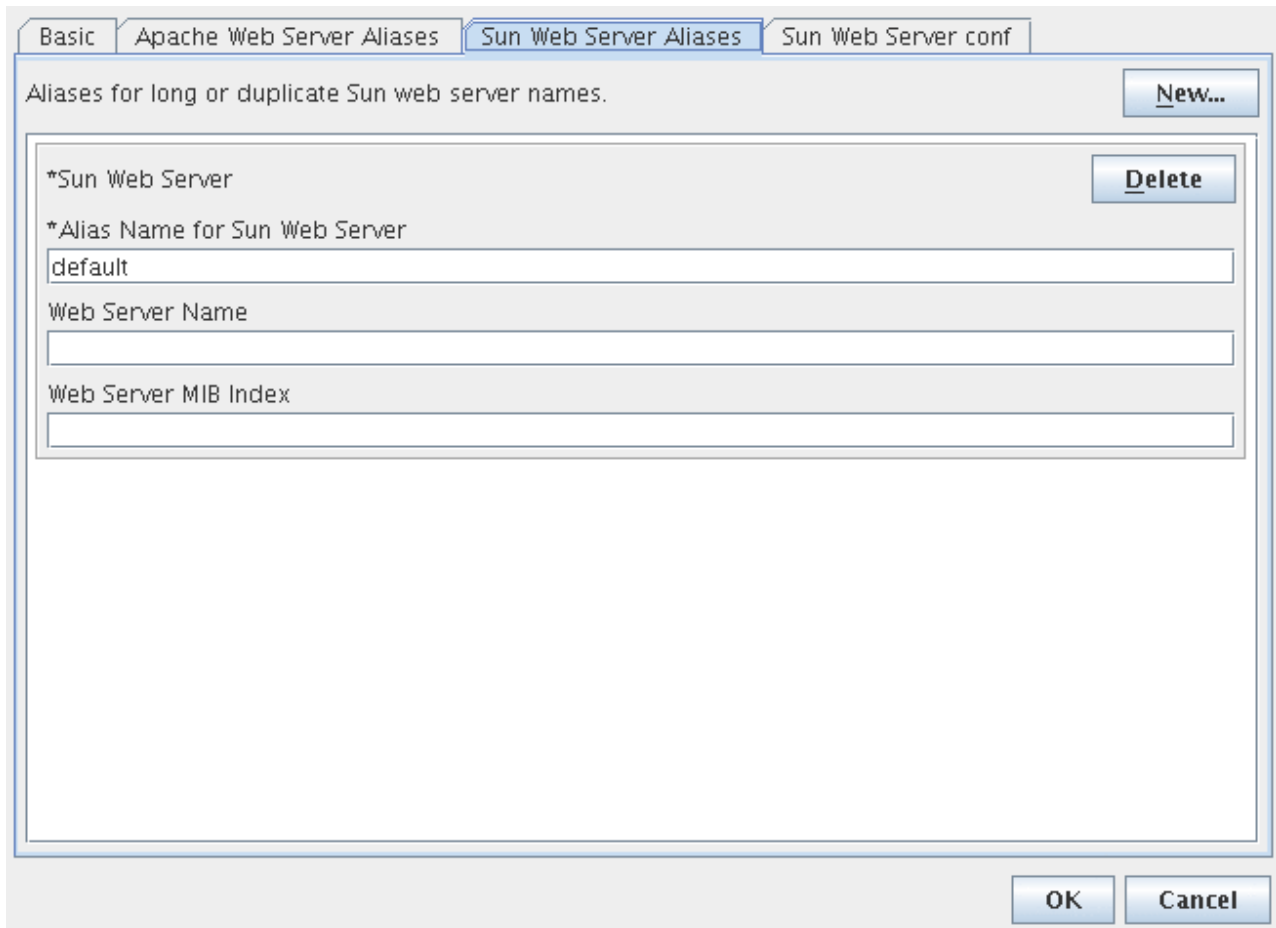 Basic Apache Web Server Aliases Sun Web Server Aliases Sun Web Server conf
Aliases for long or duplicate Sun web server names. New...
*Sun Web Server Delete
*Alias Name for Sun Web Server
default
Web Server Name
Web Server MIB Index
OK Cancel